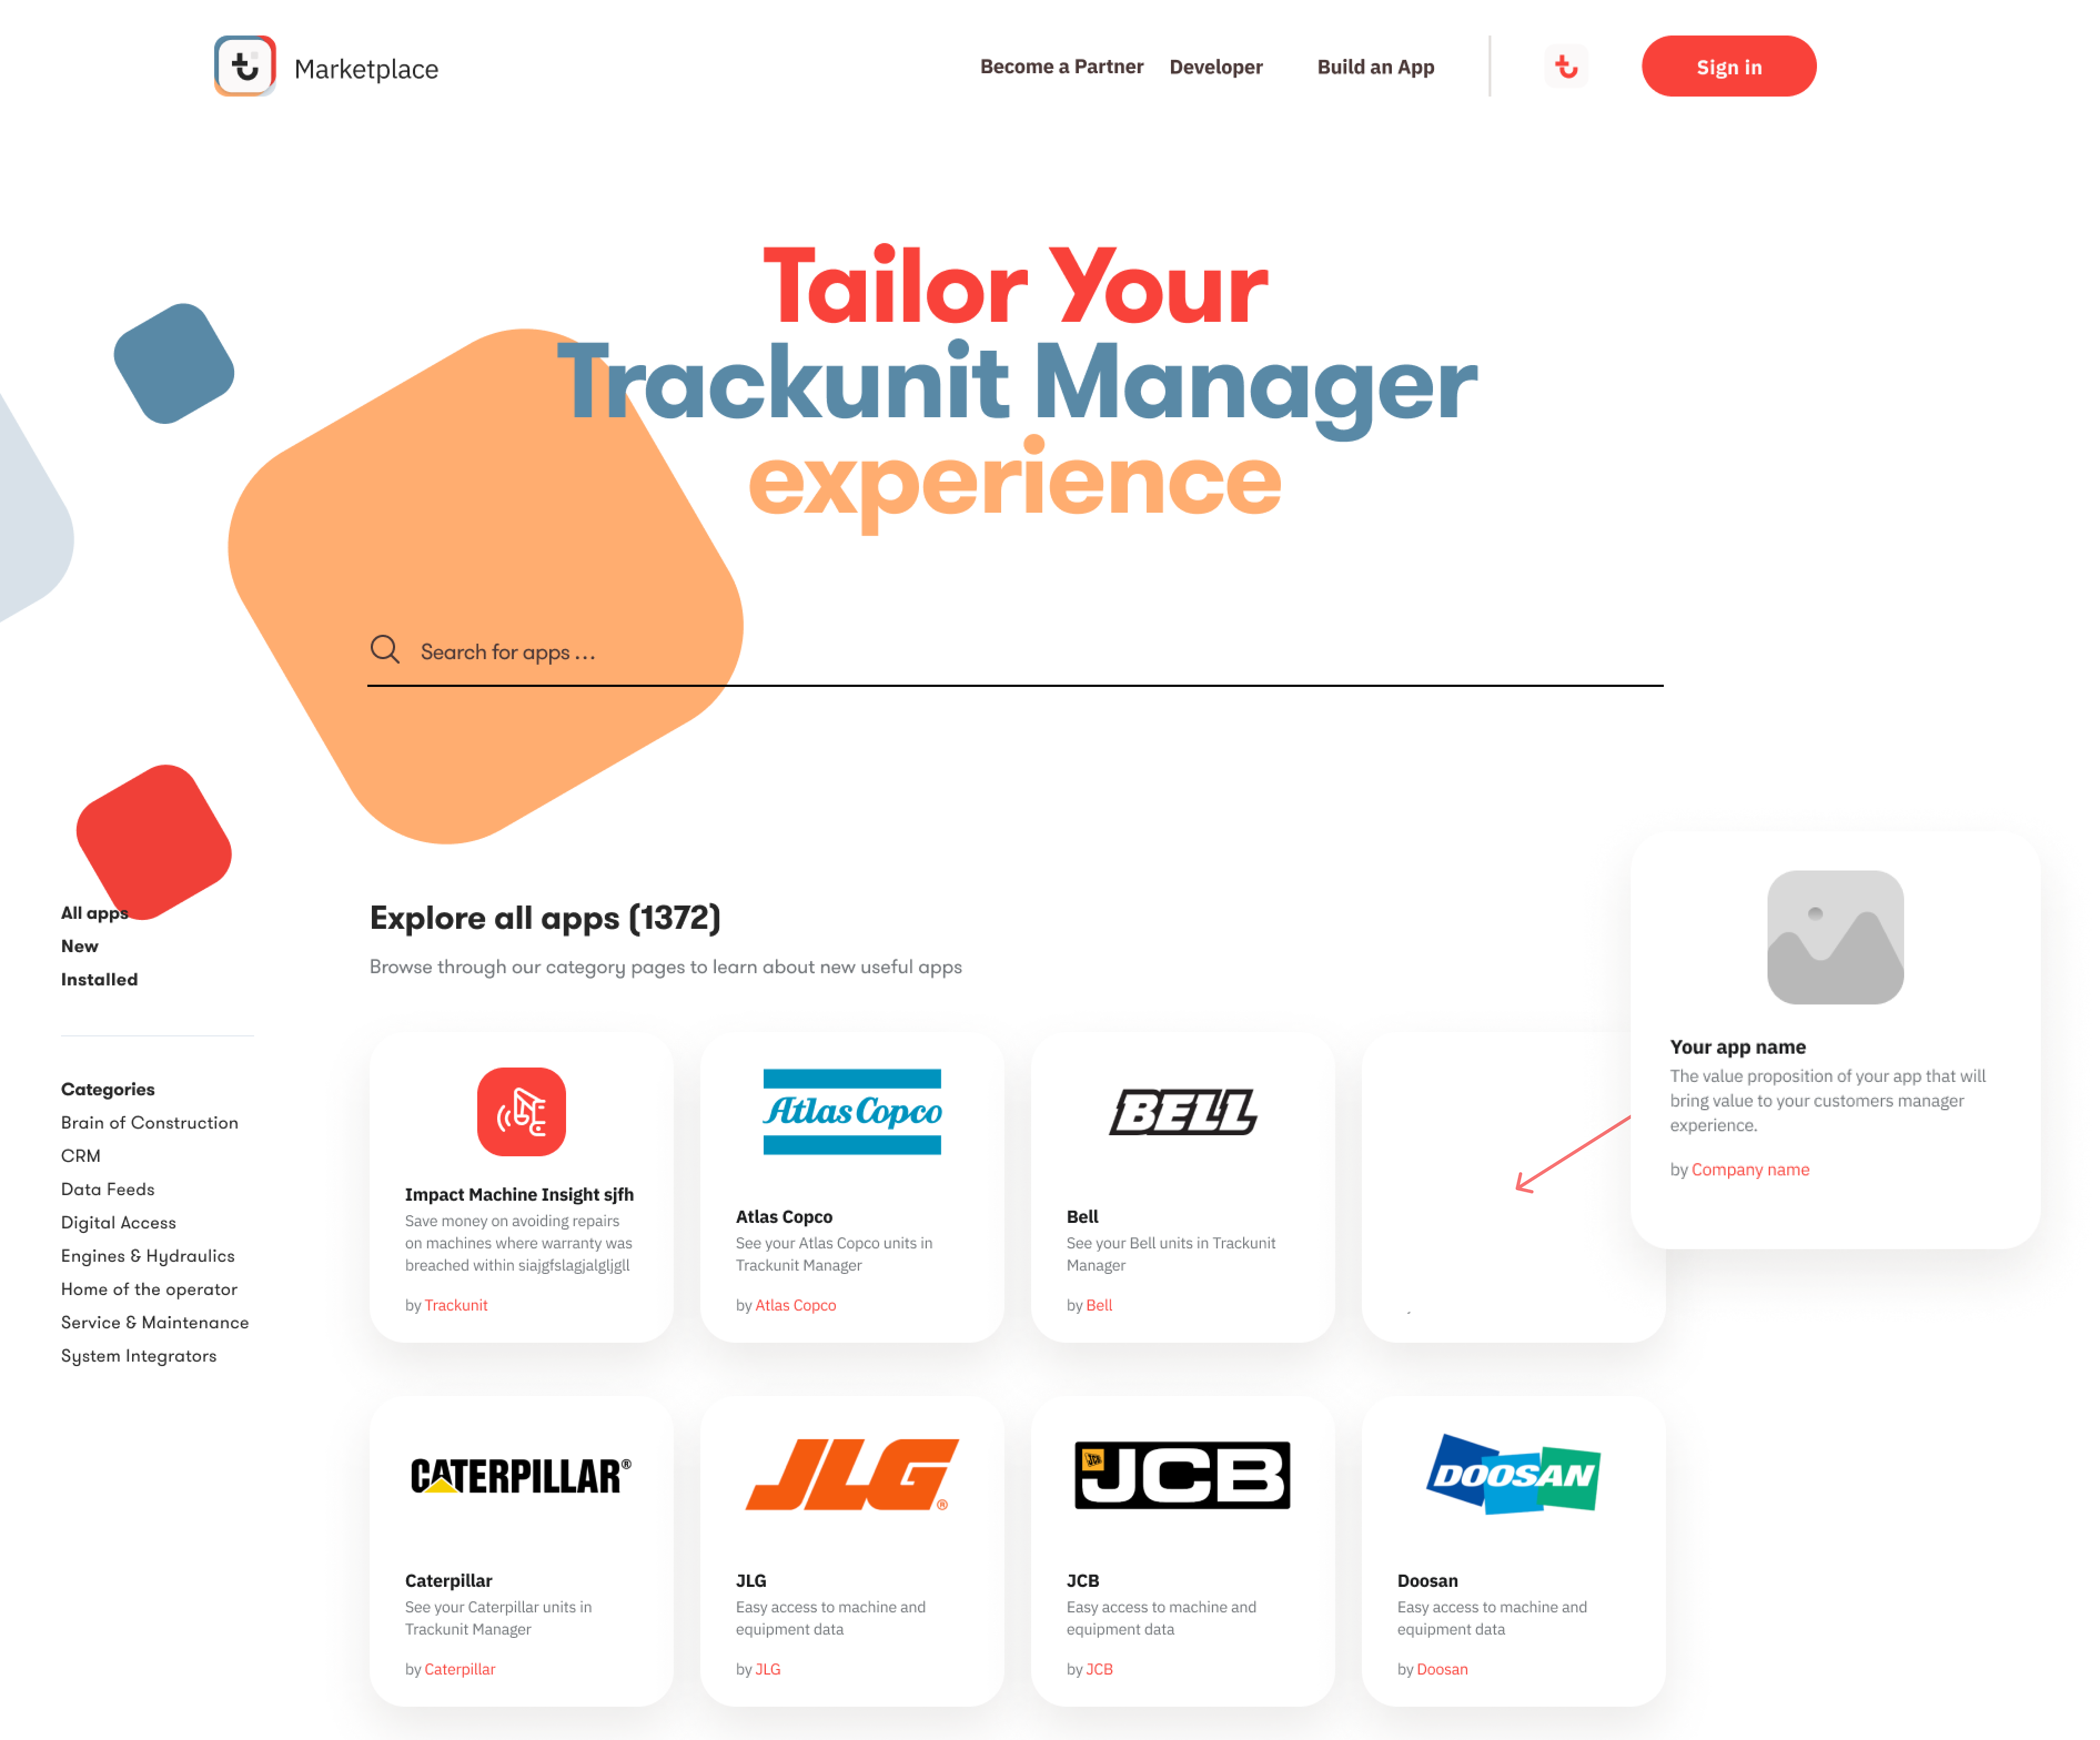 Marketplace
Become a Partner
Developer
Build an App
Sign in
Tailor Your
Trackunit Manager
experience
Search for apps ...
All apps
New
Installed
Categories
Brain of Construction
CRM
Data Feeds
Digital Access
Engines & Hydraulics
Home of the operator
Service & Maintenance
System Integrators
Explore all apps (1372)
Browse through our category pages to learn about new useful apps
Impact Machine Insight sjfh
Save money on avoiding repairs
on machines where warranty was
breached within siajgfslagjalgljgll
by Trackunit
Atlas Copco
Atlas Copco
See your Atlas Copco units in
Trackunit Manager
by Atlas Copco
BELL
Bell
See your Bell units in Trackunit
Manager
by Bell
Your app name
The value proposition of your app that will
bring value to your customers manager
experience.
by Company name
CATERPILLAR®
Caterpillar
See your Caterpillar units in
Trackunit Manager
by Caterpillar
JLG®
JLG
Easy access to machine and
equipment data
by JLG
JCB
JCB
JCB
Easy access to machine and
equipment data
by JCB
DOOSAN
Doosan
Easy access to machine and
equipment data
by Doosan